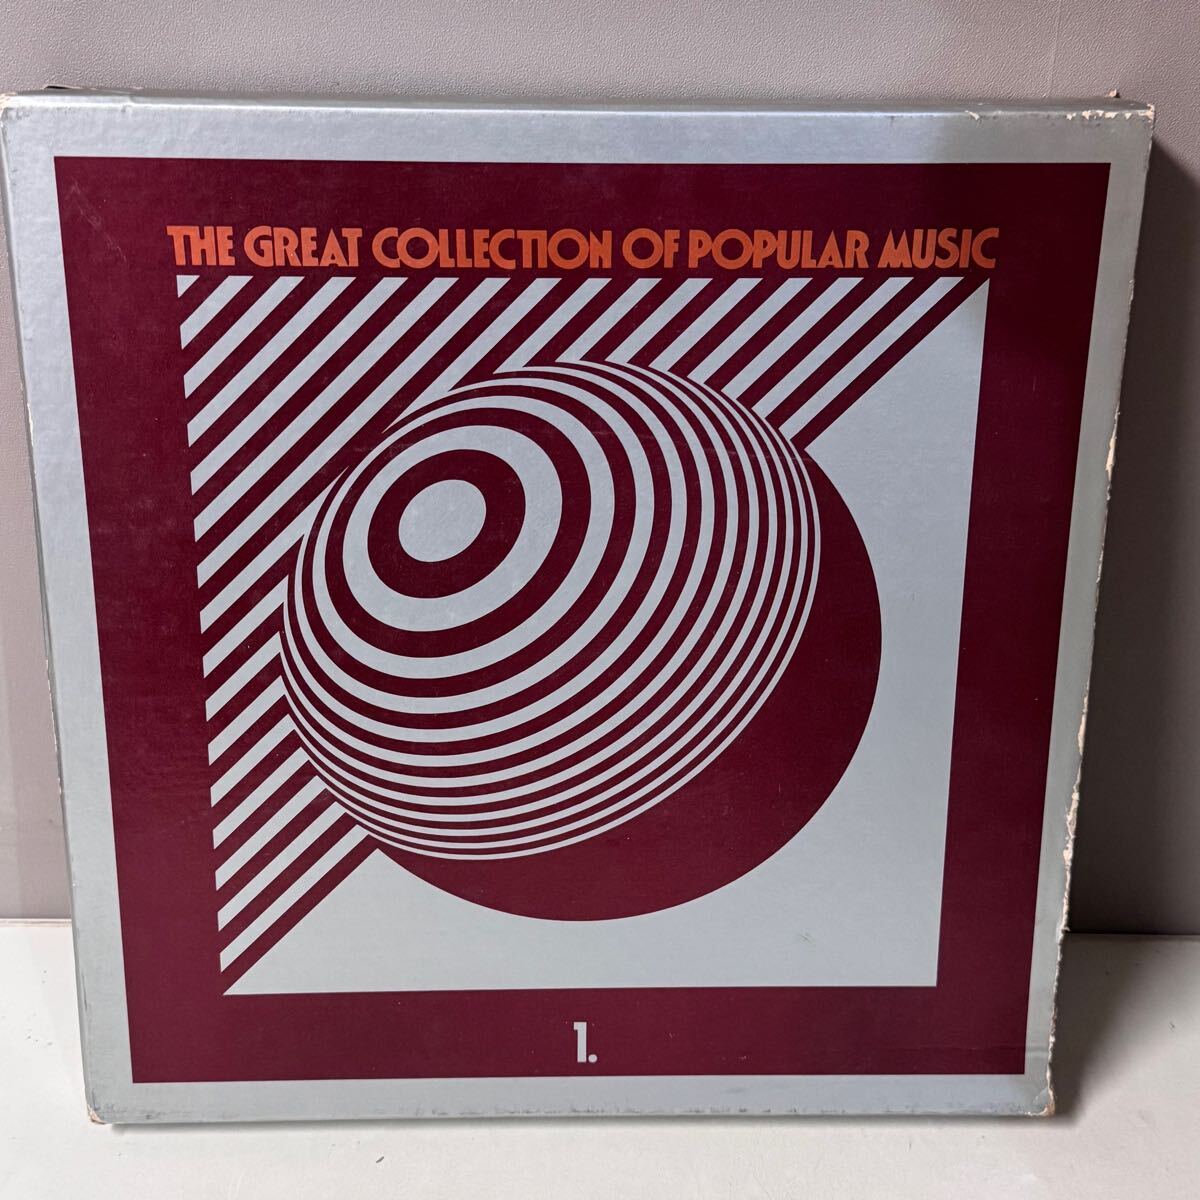 THE GREAT COLLECTION OF POPULAR MUSIC
1.